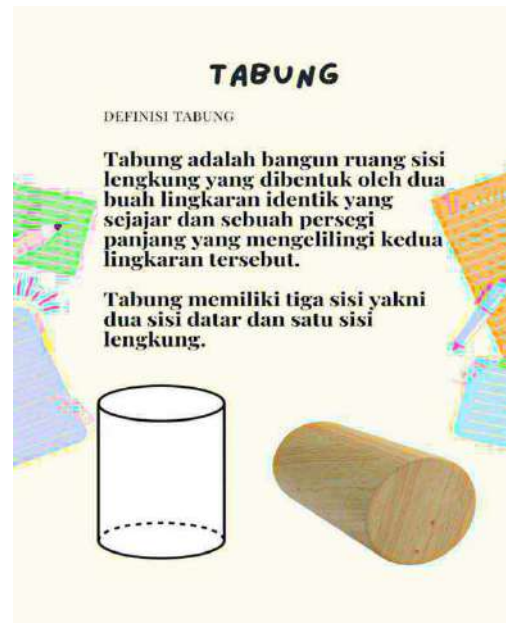 TABUNG
DEFINISI TABUNG
Tabung adalah bangun ruang sisi
lengkung yang dibentuk oleh dua
buah lingkaran identik yang
sejajar dan sebuah persegi
panjang yang mengelilingi kedua
lingkaran tersebut.
Tabung memiliki tiga sisi yakni
dua sisi datar dan satu sisi
lengkung.